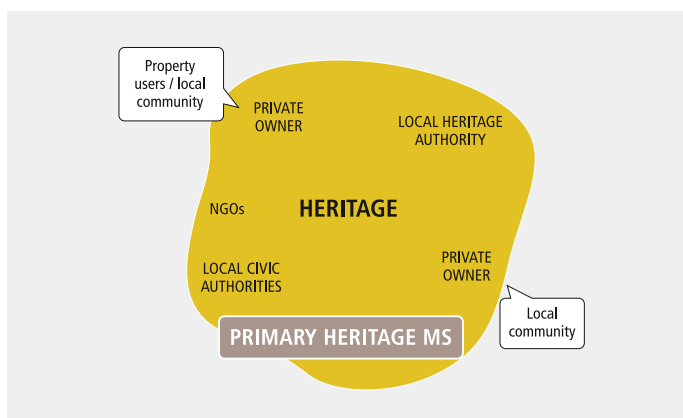 Property
users / local
community
PRIVATE
OWNER
LOCAL HERITAGE
AUTHORITY
NGOs
HERITAGE
LOCAL CIVIC
AUTHORITIES
PRIVATE
OWNER
Local
community
PRIMARY HERITAGE MS